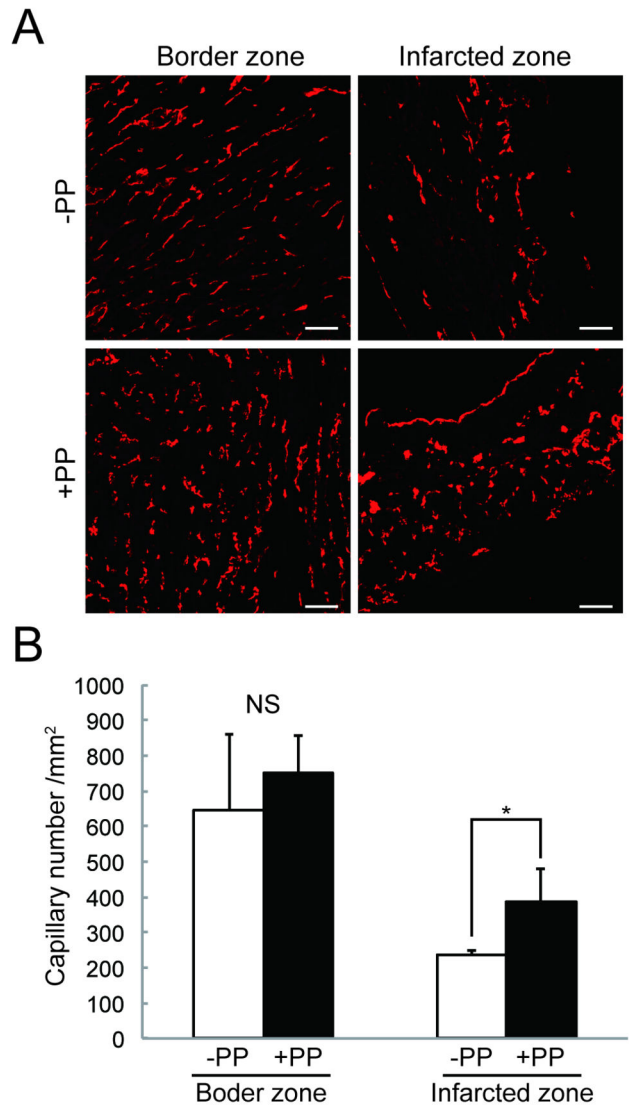 A
Border zone Infarcted zone
-PP
+PP
B
Capillary number /mm²
1000
900
800
700
600
500
400
300
200
100
0
NS
*
-PP +PP -PP +PP
Boder zone Infarcted zone